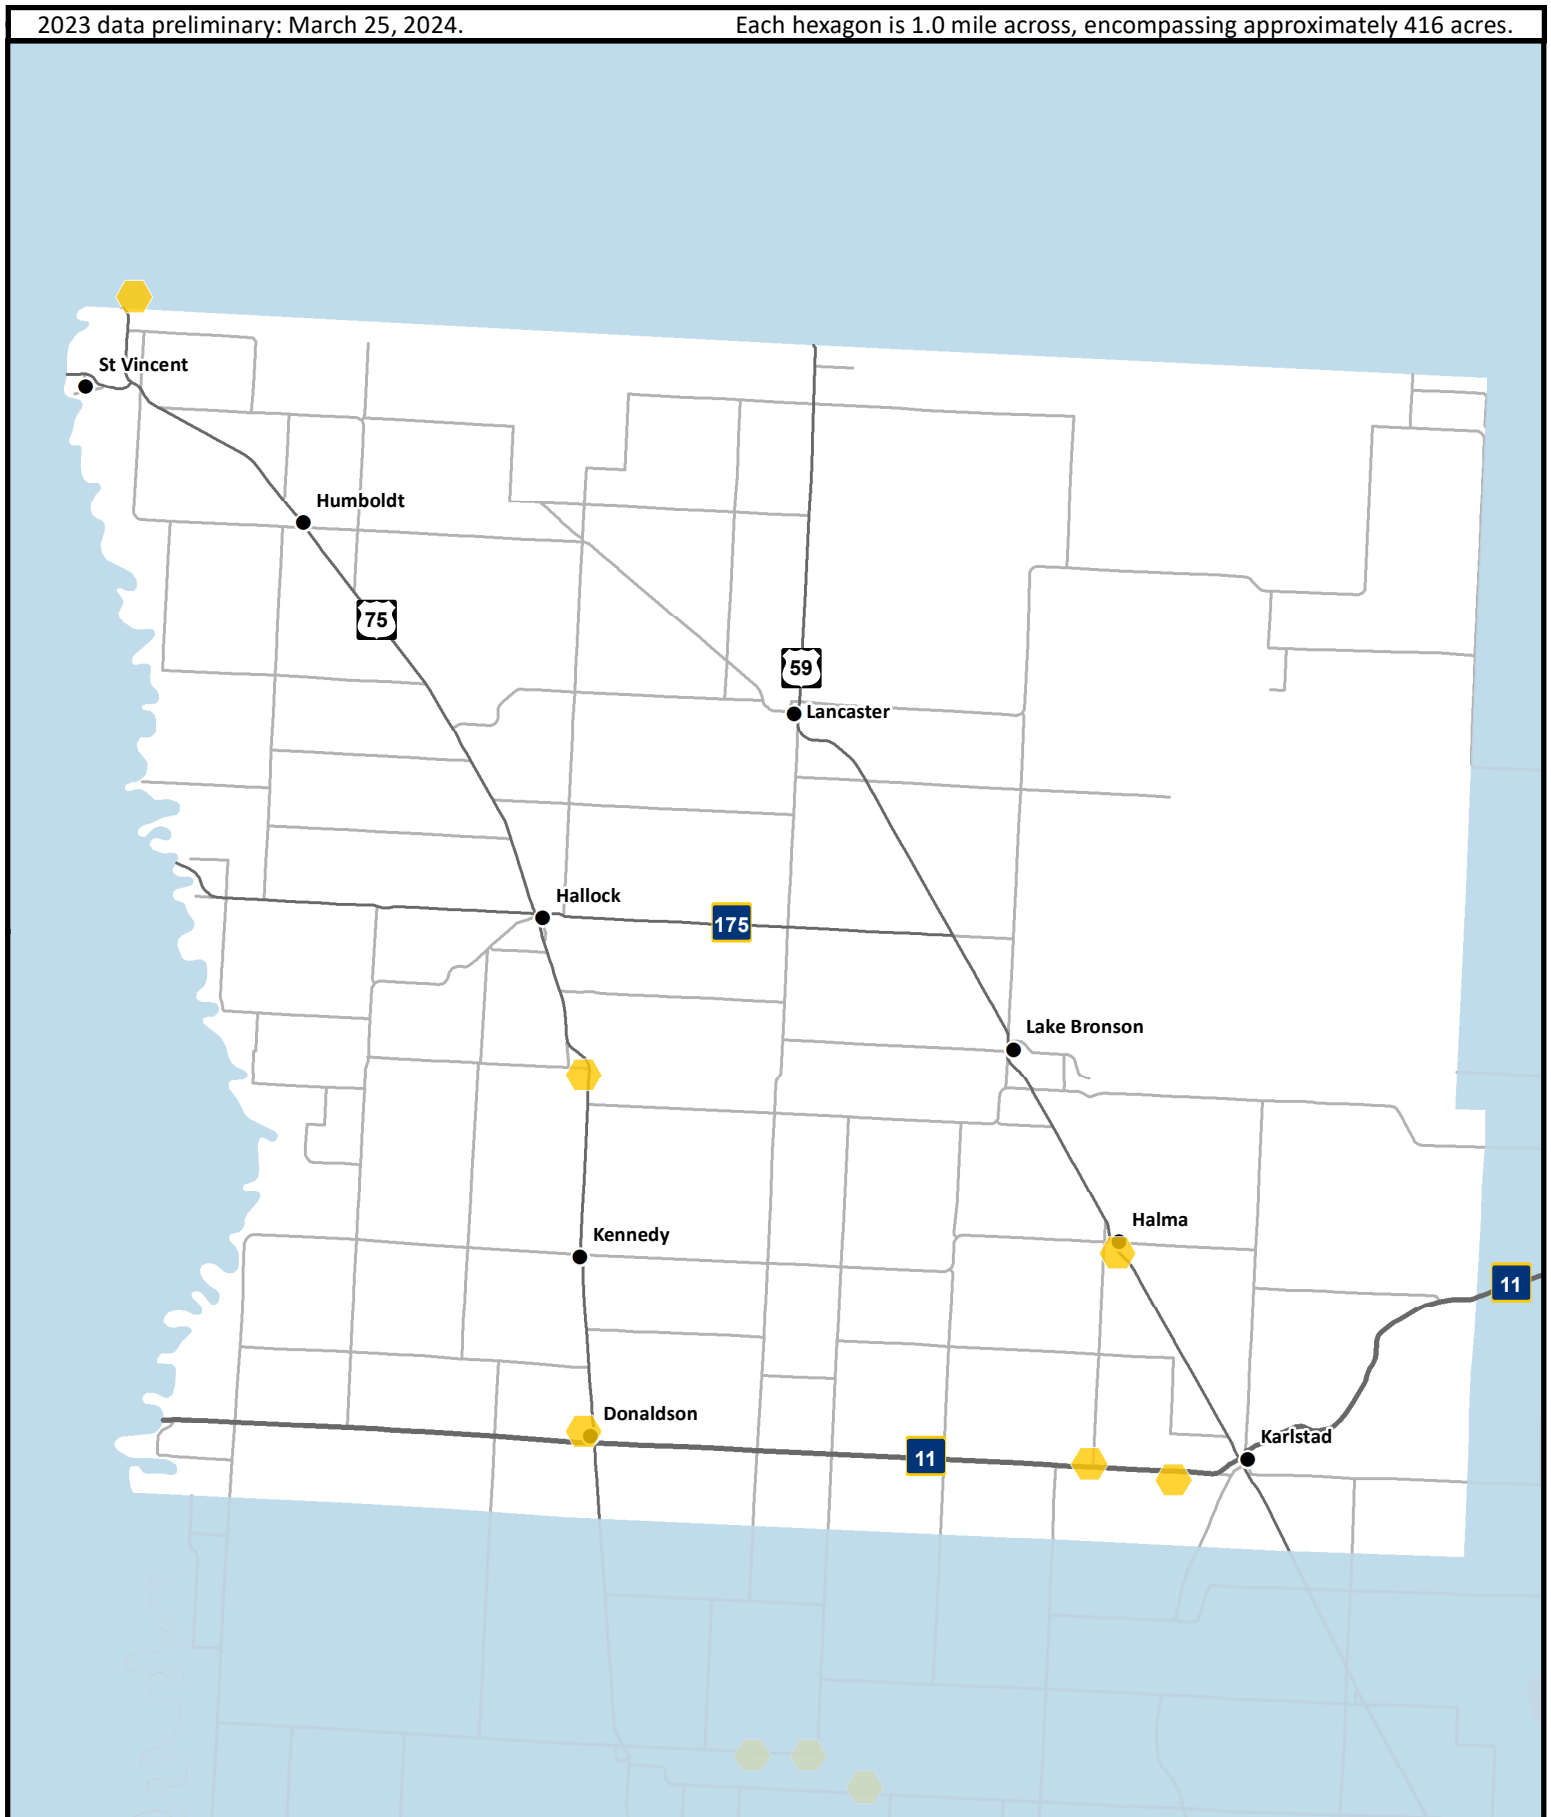 2023 data preliminary: March 25, 2024.
Each hexagon is 1.0 mile across, encompassing approximately 416 acres.
St Vincent
Humboldt
75
59
Lancaster
Hallock
175
Lake Bronson
Halma
Kennedy
11
Donaldson
Karlstad
11